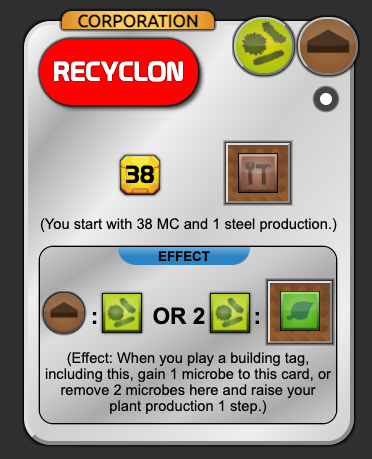 CORPORATION
RECYCLON
38
(You start with 38 MC and 1 steel production.)
EFFECT
: OR 2 :
(Effect: When you play a building tag,
including this, gain 1 microbe to this card, or
remove 2 microbes here and raise your
plant production 1 step.)